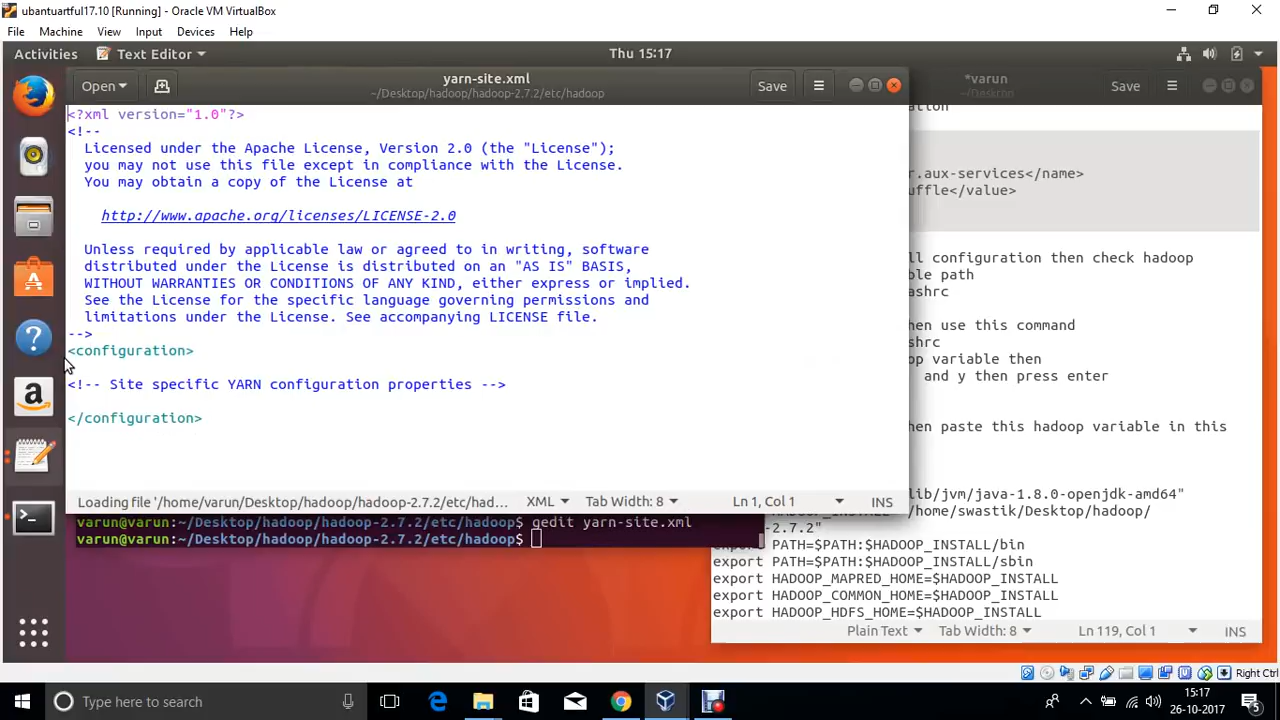 ubantuartful17.10 [Running] - Oracle VM VirtualBox
File Machine View Input Devices Help
Activities Text Editor Thu 15:17
Open yarn-site.xml Save
~/Desktop/hadoop/hadoop-2.7.2/etc/hadoop
<?xml version="1.0"?>
<!--
Licensed under the Apache License, Version 2.0 (the "License");
you may not use this file except in compliance with the License.
You may obtain a copy of the License at
http://www.apache.org/licenses/LICENSE-2.0
Unless required by applicable law or agreed to in writing, software
distributed under the License is distributed on an "AS IS" BASIS,
WITHOUT WARRANTIES OR CONDITIONS OF ANY KIND, either express or implied.
See the License for the specific language governing permissions and
limitations under the License. See accompanying LICENSE file.
-->
<configuration>
<!-- Site specific YARN configuration properties -->
</configuration>
Loading file '/home/varun/Desktop/hadoop/hadoop-2.7.2/etc/had... XML Tab Width: 8 Ln 1, Col 1 INS
varun@varun:~/Desktop/hadoop/hadoop-2.7.2/etc/hadoop$ gedit yarn-site.xml
varun@varun:~/Desktop/hadoop/hadoop-2.7.2/etc/hadoop$
*varun Save
~/Desktop
ation
r.aux-services</name>
uffle</value>
ll configuration then check hadoop
ble path
ashrc
hen use this command
ashrc
op variable then
and y then press enter
hen paste this hadoop variable in this
lib/jvm/java-1.8.0-openjdk-amd64"
/home/swastik/Desktop/hadoop/
-2.7.2"
export PATH=$PATH:$HADOOP_INSTALL/bin
export PATH=$PATH:$HADOOP_INSTALL/sbin
export HADOOP_MAPRED_HOME=$HADOOP_INSTALL
export HADOOP_COMMON_HOME=$HADOOP_INSTALL
export HADOOP_HDFS_HOME=$HADOOP_INSTALL
Plain Text Tab Width: 8 Ln 119, Col 1 INS
Right Ctrl
Type here to search
15:17
26-10-2017
5